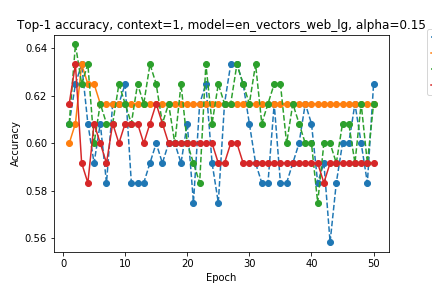 Top-1 accuracy, context=1, model=en_vectors_web_lg, alpha=0.15
0.64
0.62
0.60
0.58
0.56
Accuracy
0 10 20 30 40 50
Epoch